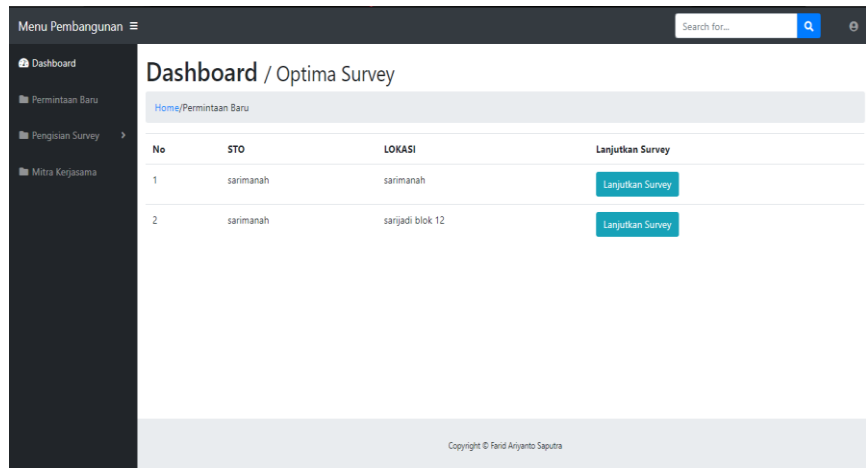 Menu Pembangunan
Search for...
Dashboard
Permintaan Baru
Pengisian Survey
Mitra Kerjasama
Dashboard / Optima Survey
Home/Permintaan Baru
No STO LOKASI Lanjutkan Survey
1 sarimanah sarimanah Lanjutkan Survey
2 sarimanah sarijadi blok 12 Lanjutkan Survey
Copyright © Farid Ariyanto Saputra